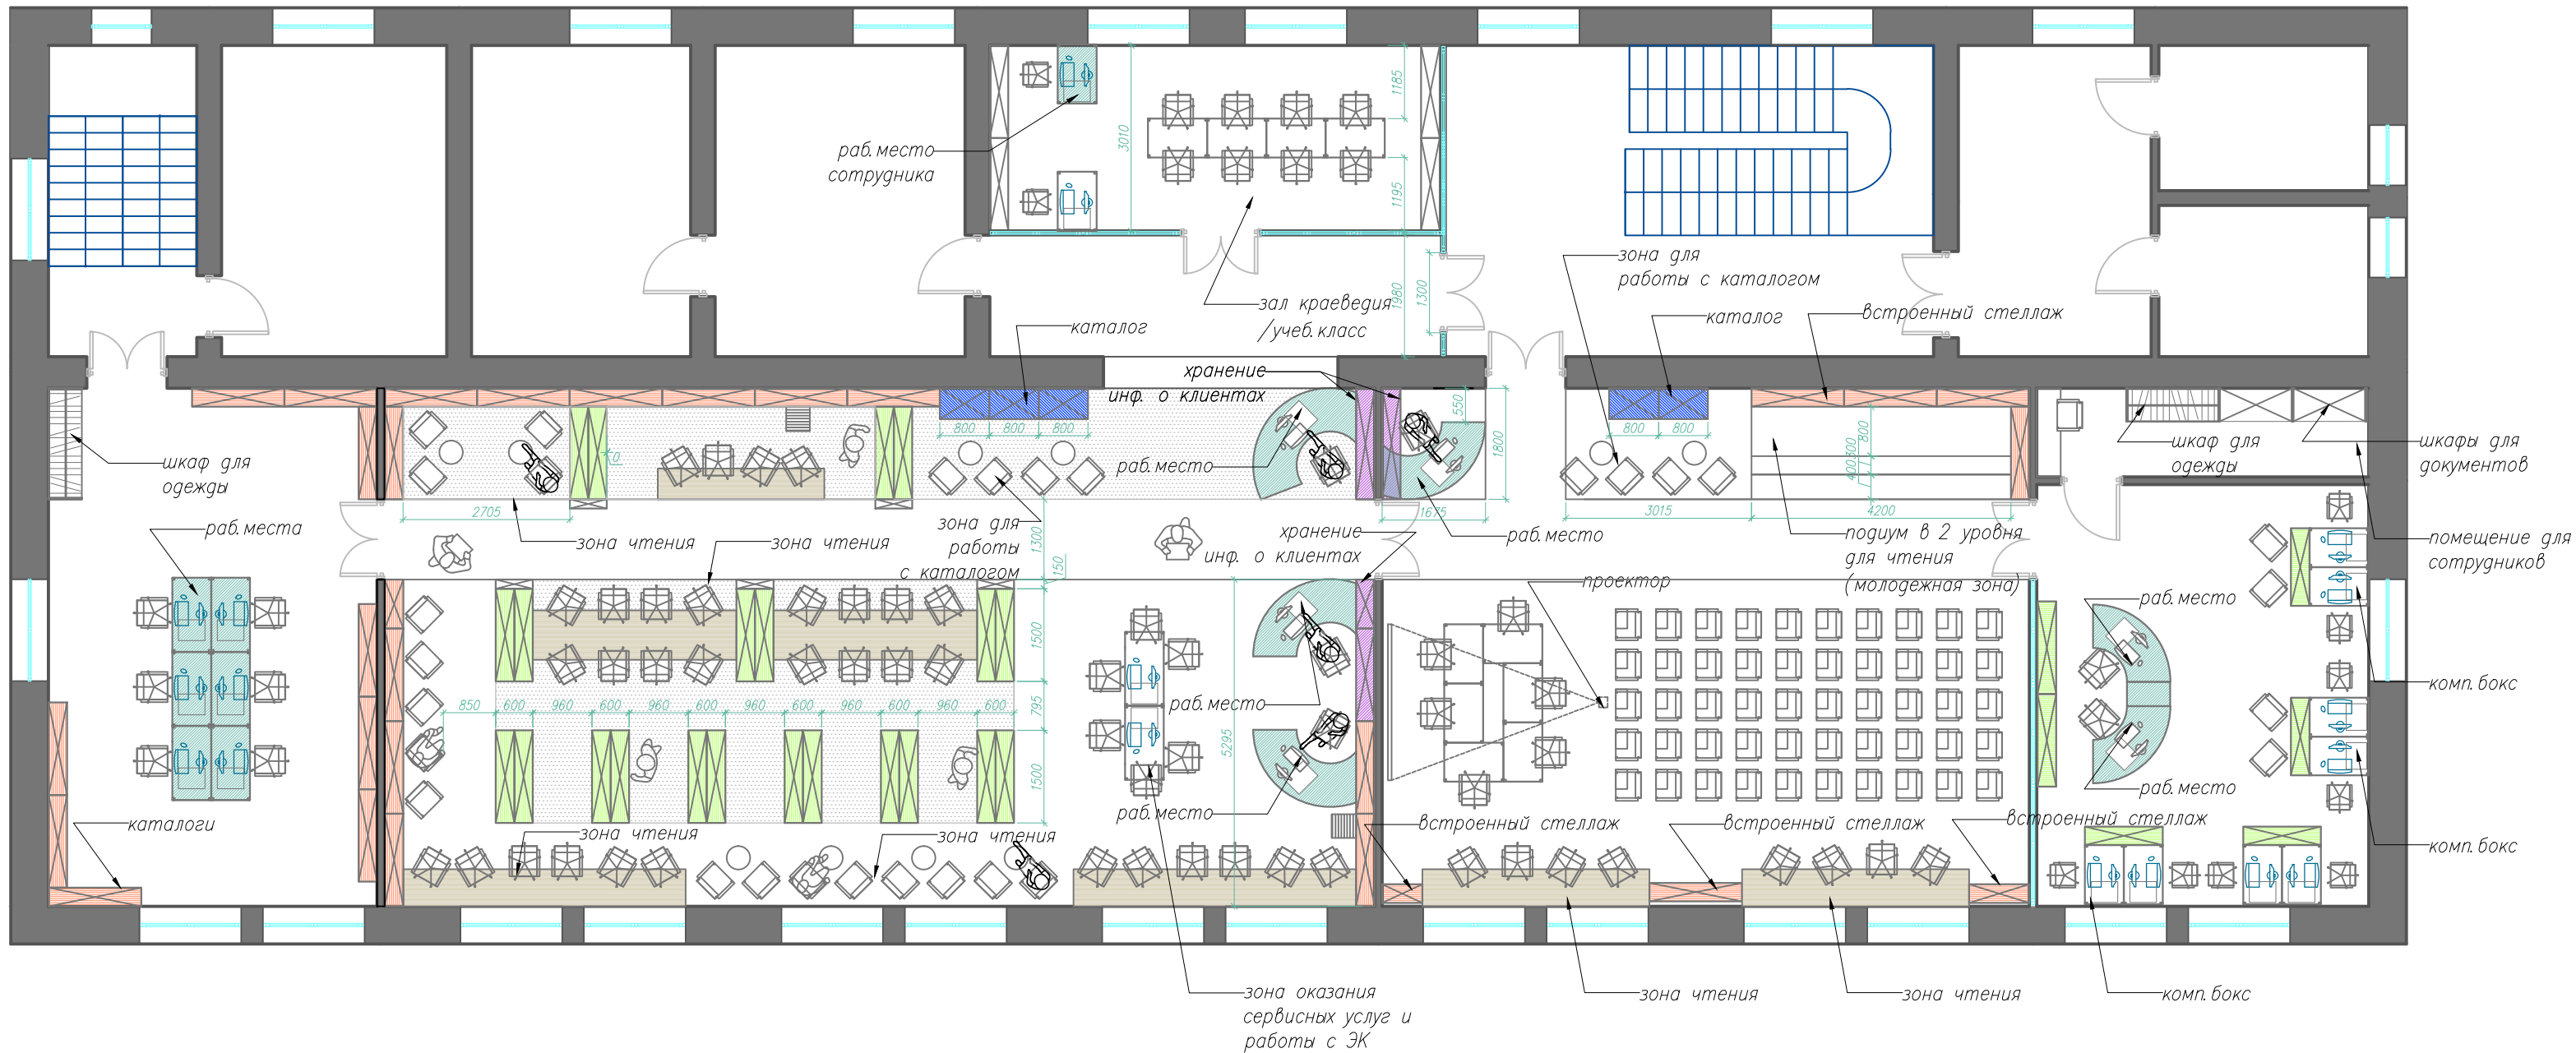 1185
3010
раб.место
сотрудника
1195
зона для
работы с каталогом
зал краеведия
/учеб.класс
1980
1300
каталог
каталог
встроенный стеллаж
хранение
инф. о клиентах
550
800
800
800
800
800
800
0
1800
300
400
шкаф для
одежды
раб.место
шкаф для
одежды
шкафы для
документов
2705
1675
3015
4200
раб.места
зона чтения
зона чтения
зона для
работы
с каталогом
1300
150
хранение
инф. о клиентах
раб.место
подиум в 2 уровня
для чтения
(молодежная зона)
помещение для
сотрудников
проектор
раб.место
1500
комп.бокс
850
600
960
600
960
600
960
600
960
600
960
600
795
раб.место
5295
1500
раб.место
раб.место
каталоги
зона чтения
зона чтения
встроенный стеллаж
встроенный стеллаж
встроенный стеллаж
комп.бокс
зона оказания
сервисных услуг и
работы с ЭК
зона чтения
зона чтения
комп.бокс